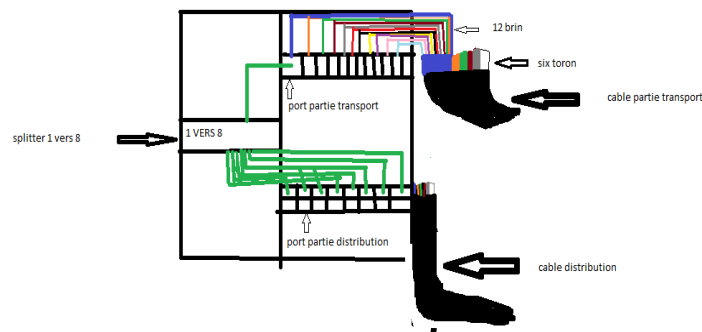 12 brin
six toron
cable partie transport
port partie transport
splitter 1 vers 8
1 VERS 8
port partie distribution
cable distribution